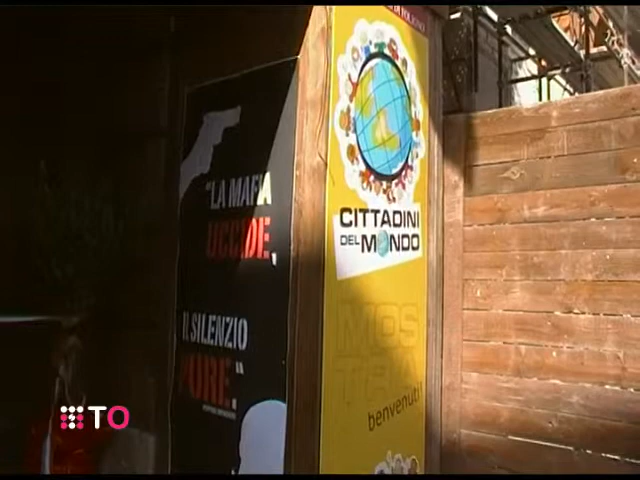 "LA MAFIA
UCCIDE,
IL SILENZIO
PURE".
CITTADINI
DEL MONDO
MOS
TRA
benvenuti
TO